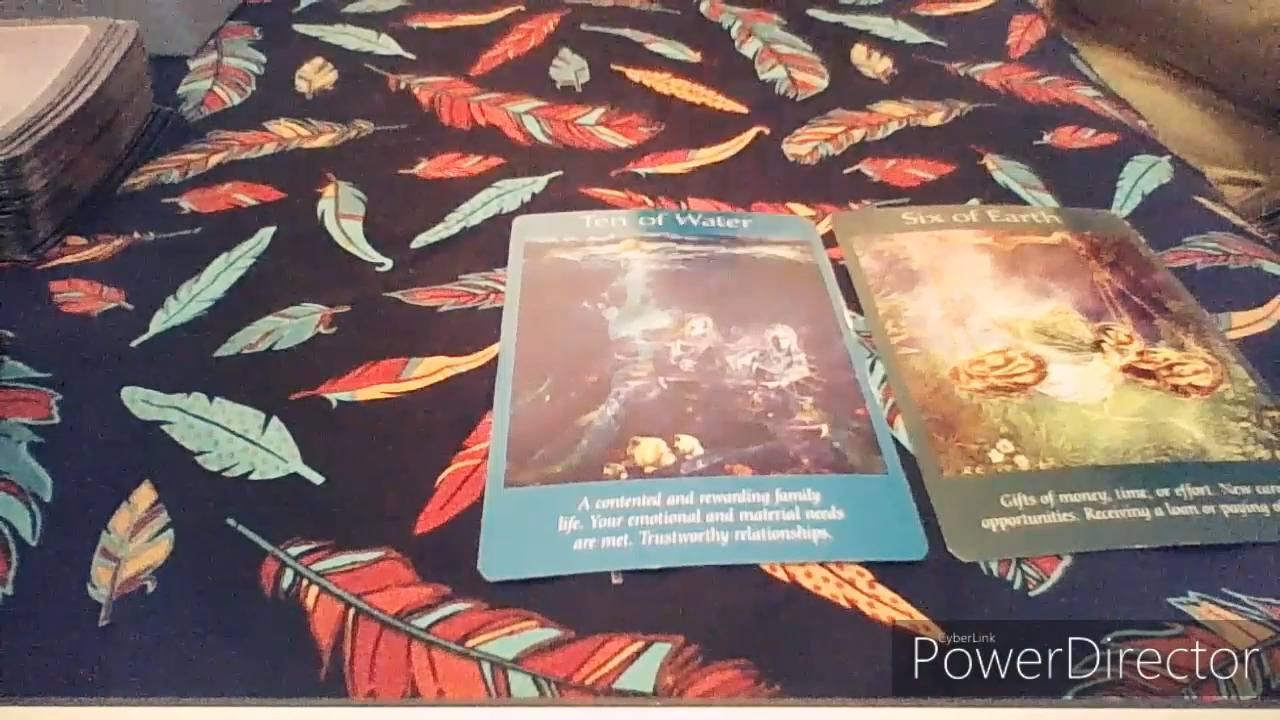 Ten of Water
A contented and rewarding family
life. Your emotional and material needs
are met. Trustworthy relationships.
Six of Earth
Gifts of money, time, or effort. New
opportunities. Receiving a loan or paying
CyberLink
PowerDirector